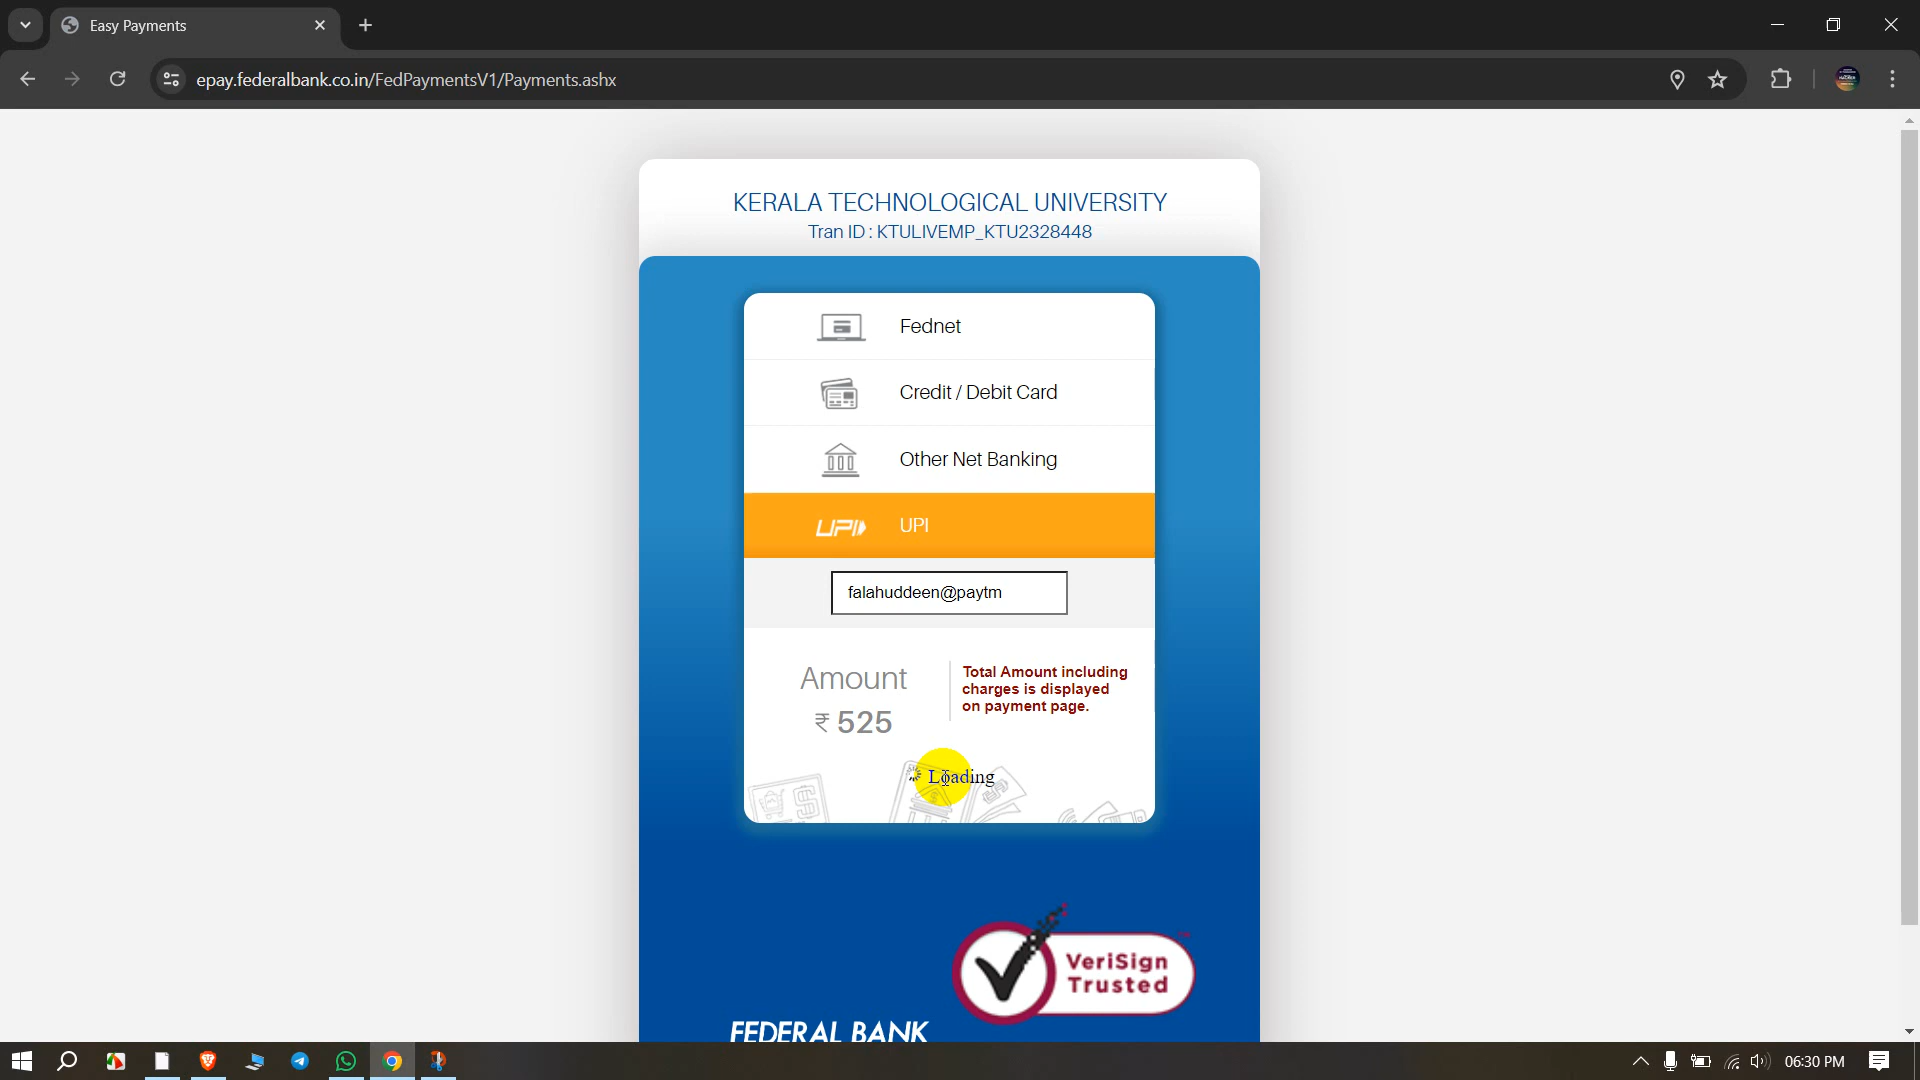 Easy Payments
epay.federalbank.co.in/FedPaymentsV1/Payments.ashx
KERALA TECHNOLOGICAL UNIVERSITY
Tran ID : KTULIVEMP_KTU2328448
Fednet
Credit / Debit Card
Other Net Banking
UPI UPI
falahuddeen@paytm
Amount
₹ 525
Total Amount including
charges is displayed
on payment page.
Loading
VeriSign
Trusted
FEDERAL BANK
06:30 PM